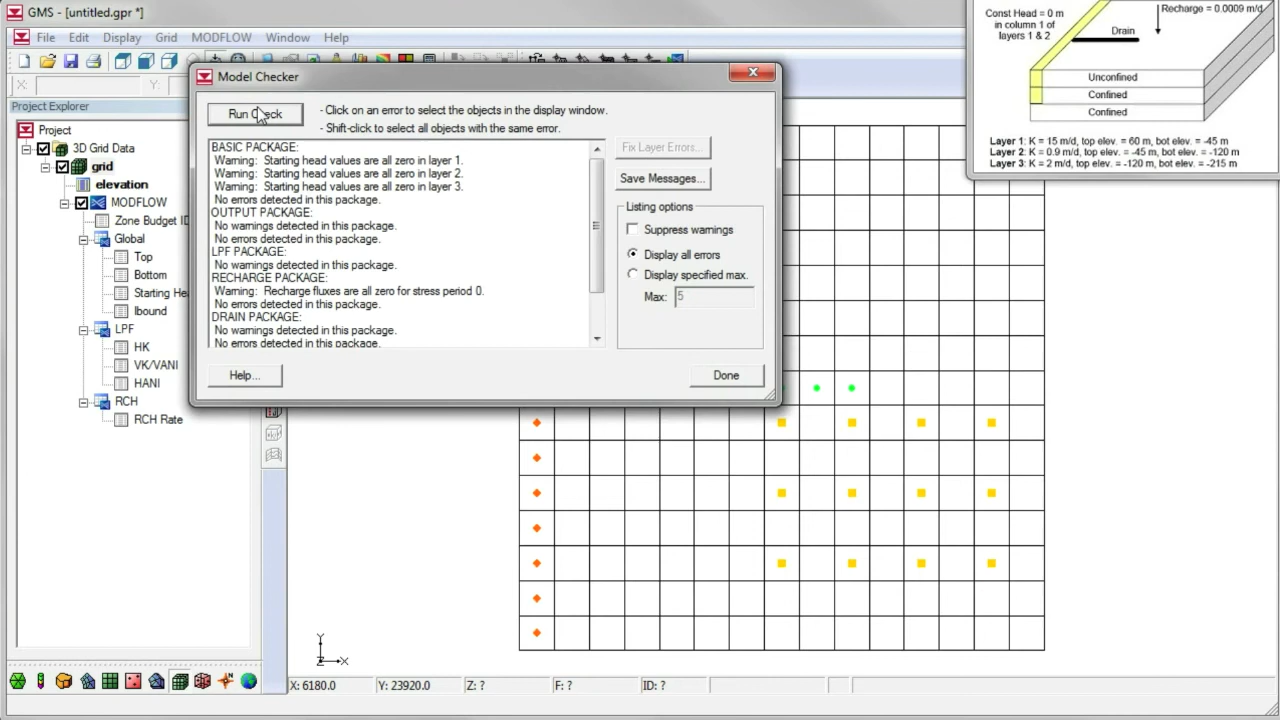 GMS - [untitled.gpr *]
File Edit Display Grid MODFLOW Window Help
X:
Y:
Project Explorer
Project
3D Grid Data
grid
elevation
MODFLOW
Zone Budget ID
Global
Top
Bottom
Starting He
Ibound
LPF
HK
VK/VANI
HANI
RCH
RCH Rate
Model Checker
Run Check
- Click on an error to select the objects in the display window.
- Shift-click to select all objects with the same error.
BASIC PACKAGE:
Warning: Starting head values are all zero in layer 1.
Warning: Starting head values are all zero in layer 2.
Warning: Starting head values are all zero in layer 3.
No errors detected in this package.
OUTPUT PACKAGE:
No warnings detected in this package.
No errors detected in this package.
LPF PACKAGE:
No warnings detected in this package.
RECHARGE PACKAGE:
Warning: Recharge fluxes are all zero for stress period 0.
No errors detected in this package.
DRAIN PACKAGE:
No warnings detected in this package.
No errors detected in this package.
Fix Layer Errors...
Save Messages...
Listing options
Suppress warnings
Display all errors
Display specified max.
Max: 5
Help...
Done
Const Head = 0 m
in column 1 of
layers 1 & 2
Recharge = 0.0009 m/d
Drain
Unconfined
Confined
Confined
Layer 1: K = 15 m/d, top elev. = 60 m, bot elev. = -45 m
Layer 2: K = 0.9 m/d, top elev. = -45 m, bot elev. = -120 m
Layer 3: K = 2 m/d, top elev. = -120 m, bot elev. = -215 m
Y
Z
X
X: 6180.0 Y: 23920.0 Z: ? F: ? ID: ?